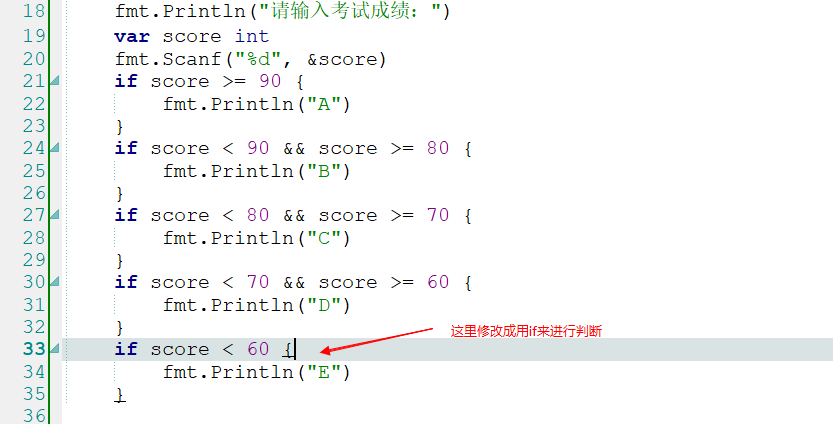 18 fmt.Println("请输入考试成绩：")
19 var score int
20 fmt.Scanf("%d", &score)
21 if score >= 90 {
22 fmt.Println("A")
23 }
24 if score < 90 && score >= 80 {
25 fmt.Println("B")
26 }
27 if score < 80 && score >= 70 {
28 fmt.Println("C")
29 }
30 if score < 70 && score >= 60 {
31 fmt.Println("D")
32 }
这里修改成用if来进行判断
33 if score < 60 {
34 fmt.Println("E")
35 }
36